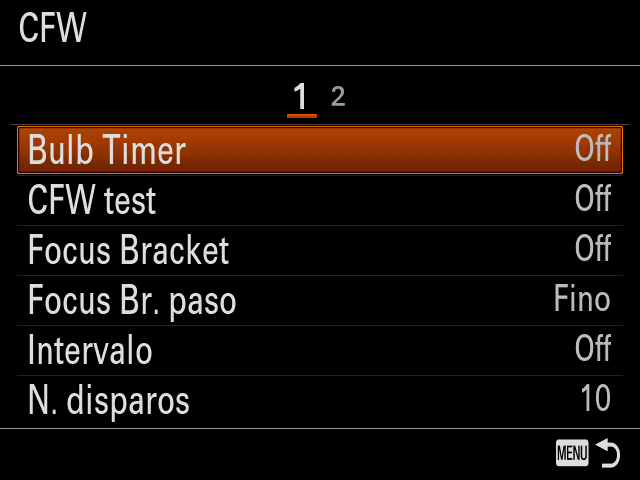 CFW
1 2
Bulb Timer Off
CFW test Off
Focus Bracket Off
Focus Br. paso Fino
Intervalo Off
N. disparos 10
MENU